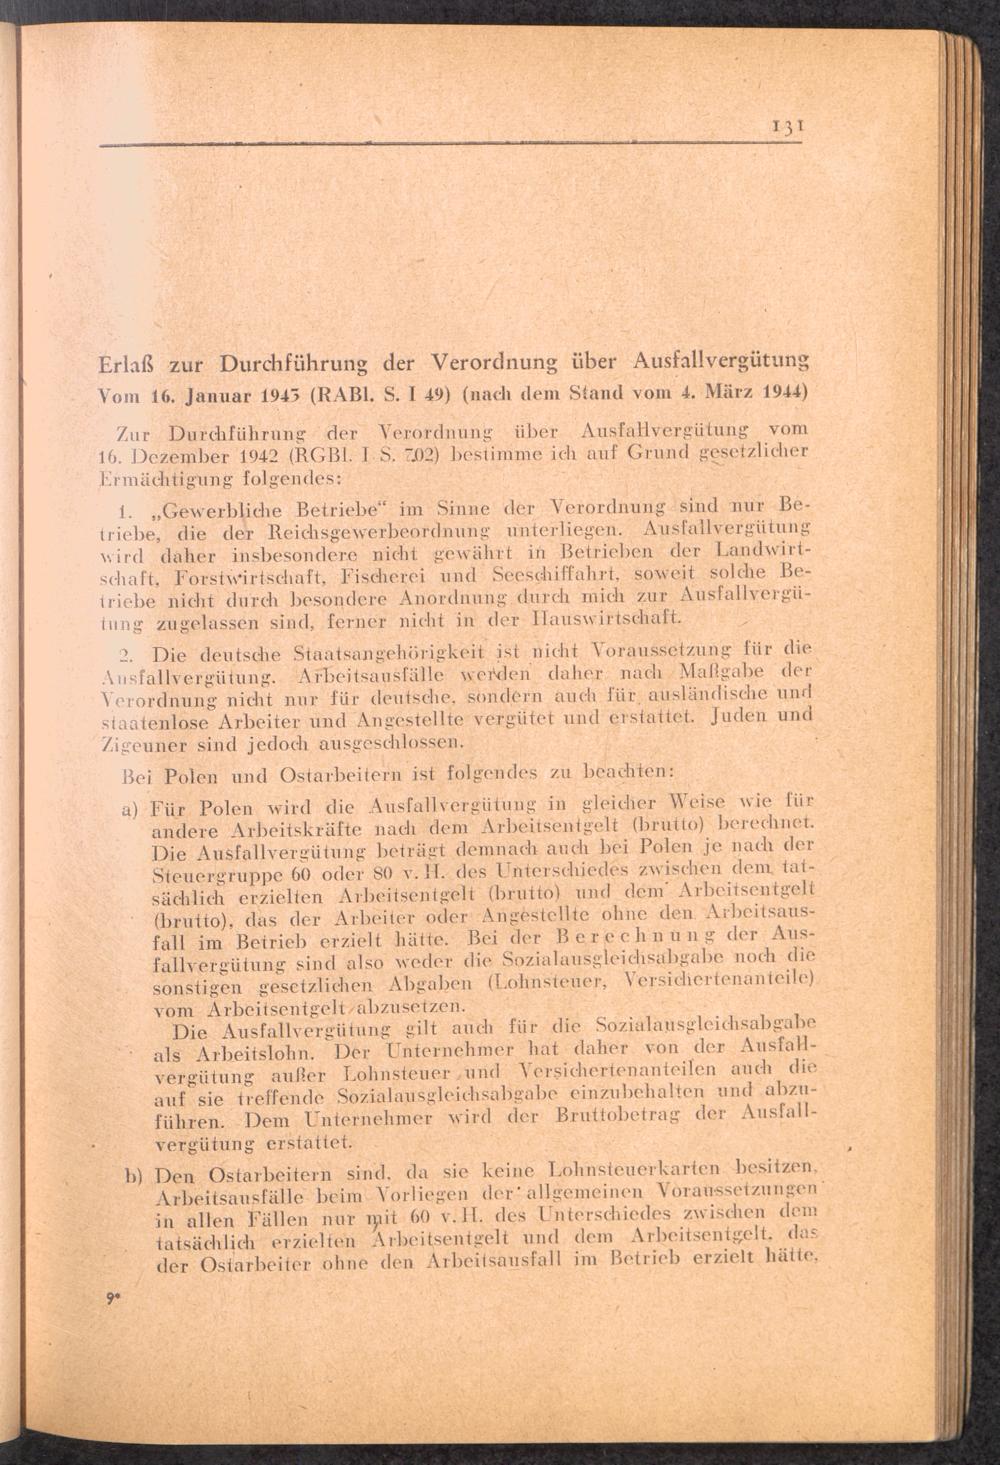 131
Erlaß zur Durchführung der Verordnung über Ausfallvergütung
Vom 16. Januar 1943 (RABl. S. I 49) (nach dem Stand vom 4. März 1944)
Zur Durchführung der Verordnung über Ausfallvergütung vom
16. Dezember 1942 (RGBl. I S. 702) bestimme ich auf Grund gesetzlicher
Ermächtigung folgendes:
1. „Gewerbliche Betriebe“ im Sinne der Verordnung sind nur Be-
triebe, die der Reichsgewerbeordnung unterliegen. Ausfallvergütung
wird daher insbesondere nicht gewährt in Betrieben der Landwirt-
schaft, Forstwirtschaft, Fischerei und Seeschiffahrt, soweit solche Be-
triebe nicht durch besondere Anordnung durch mich zur Ausfallvergü-
tung zugelassen sind, ferner nicht in der Hauswirtschaft.
2. Die deutsche Staatsangehörigkeit ist nicht Voraussetzung für die
Ausfallvergütung. Arbeitsausfälle werden daher nach Maßgabe der
Verordnung nicht nur für deutsche, sondern auch für ausländische und
staatenlose Arbeiter und Angestellte vergütet und erstattet. Juden und
Zigeuner sind jedoch ausgeschlossen.
Bei Polen und Ostarbeitern ist folgendes zu beachten:
a) Für Polen wird die Ausfallvergütung in gleicher Weise wie für
andere Arbeitskräfte nach dem Arbeitsentgelt (brutto) berechnet.
Die Ausfallvergütung beträgt demnach auch bei Polen je nach der
Steuergruppe 60 oder 80 v. H. des Unterschiedes zwischen dem tat-
sächlich erzielten Arbeitsentgelt (brutto) und dem Arbeitsentgelt
(brutto), das der Arbeiter oder Angestellte ohne den Arbeitsaus-
fall im Betrieb erzielt hätte. Bei der Berechnung der Aus-
fallvergütung sind also weder die Sozialausgleichsabgabe noch die
sonstigen gesetzlichen Abgaben (Lohnsteuer, Versichertenanteile)
vom Arbeitsentgelt abzusetzen.
Die Ausfallvergütung gilt auch für die Sozialausgleichsabgabe
als Arbeitslohn. Der Unternehmer hat daher von der Ausfall-
vergütung außer Lohnsteuer und Versichertenanteilen auch die
auf sie treffende Sozialausgleichsabgabe einzubehalten und abzu-
führen. Dem Unternehmer wird der Bruttobetrag der Ausfall-
vergütung erstattet.
b) Den Ostarbeitern sind, da sie keine Lohnsteuerkarten besitzen,
Arbeitsausfälle beim Vorliegen der allgemeinen Voraussetzungen
in allen Fällen nur mit 60 v. H. des Unterschiedes zwischen dem
tatsächlich erzielten Arbeitsentgelt und dem Arbeitsentgelt, das
der Ostarbeiter ohne den Arbeitsausfall im Betrieb erzielt hätte,
9*